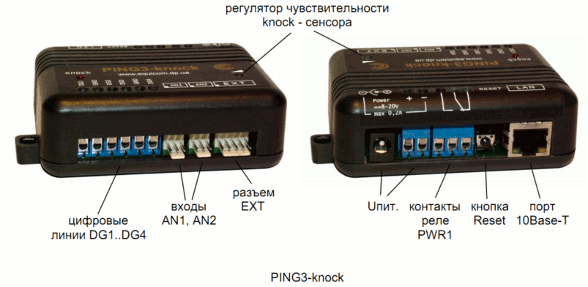 регулятор чувствительности
knock - сенсора
KNOCK
PING3-knock
www.equicom.dp.ua
AN1
AN2
EXT
PING3-knock
Power
=8-20v
max 0,2A
RESET
LAN
цифровые
линии DG1..DG4
входы
AN1, AN2
разъем
EXT
Uпит.
контакты
реле
PWR1
кнопка
Reset
порт
10Base-T
PING3-knock